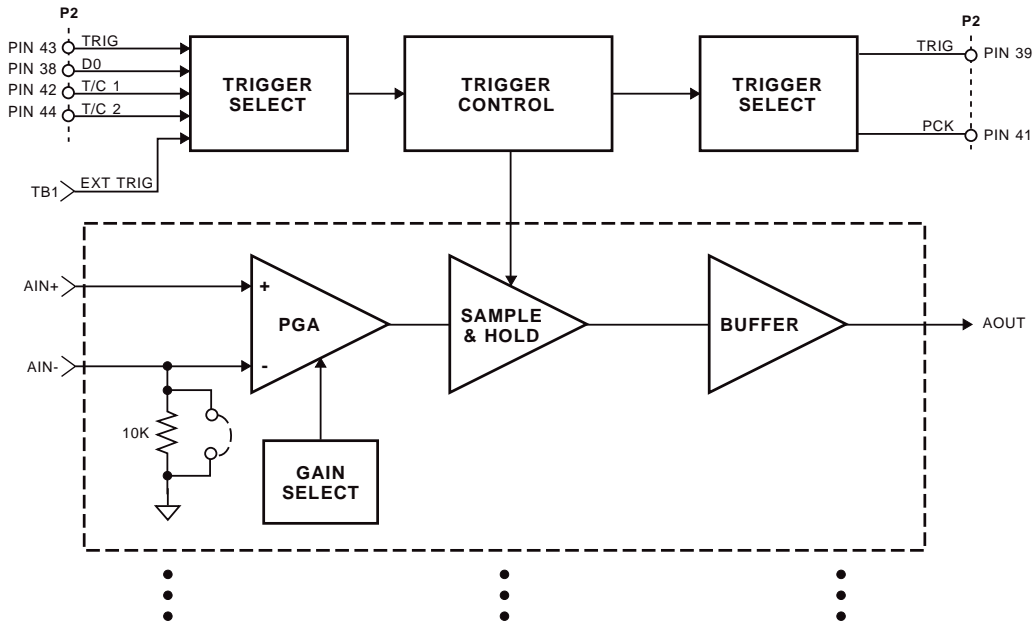 P2
PIN 43 TRIG
PIN 38 D0
PIN 42 T/C 1
PIN 44 T/C 2
TB1 EXT TRIG
TRIGGER
SELECT
TRIGGER
CONTROL
TRIGGER
SELECT
P2
TRIG PIN 39
PCK PIN 41
AIN+
AIN-
+
-
PGA
SAMPLE
& HOLD
BUFFER
AOUT
10K
GAIN
SELECT